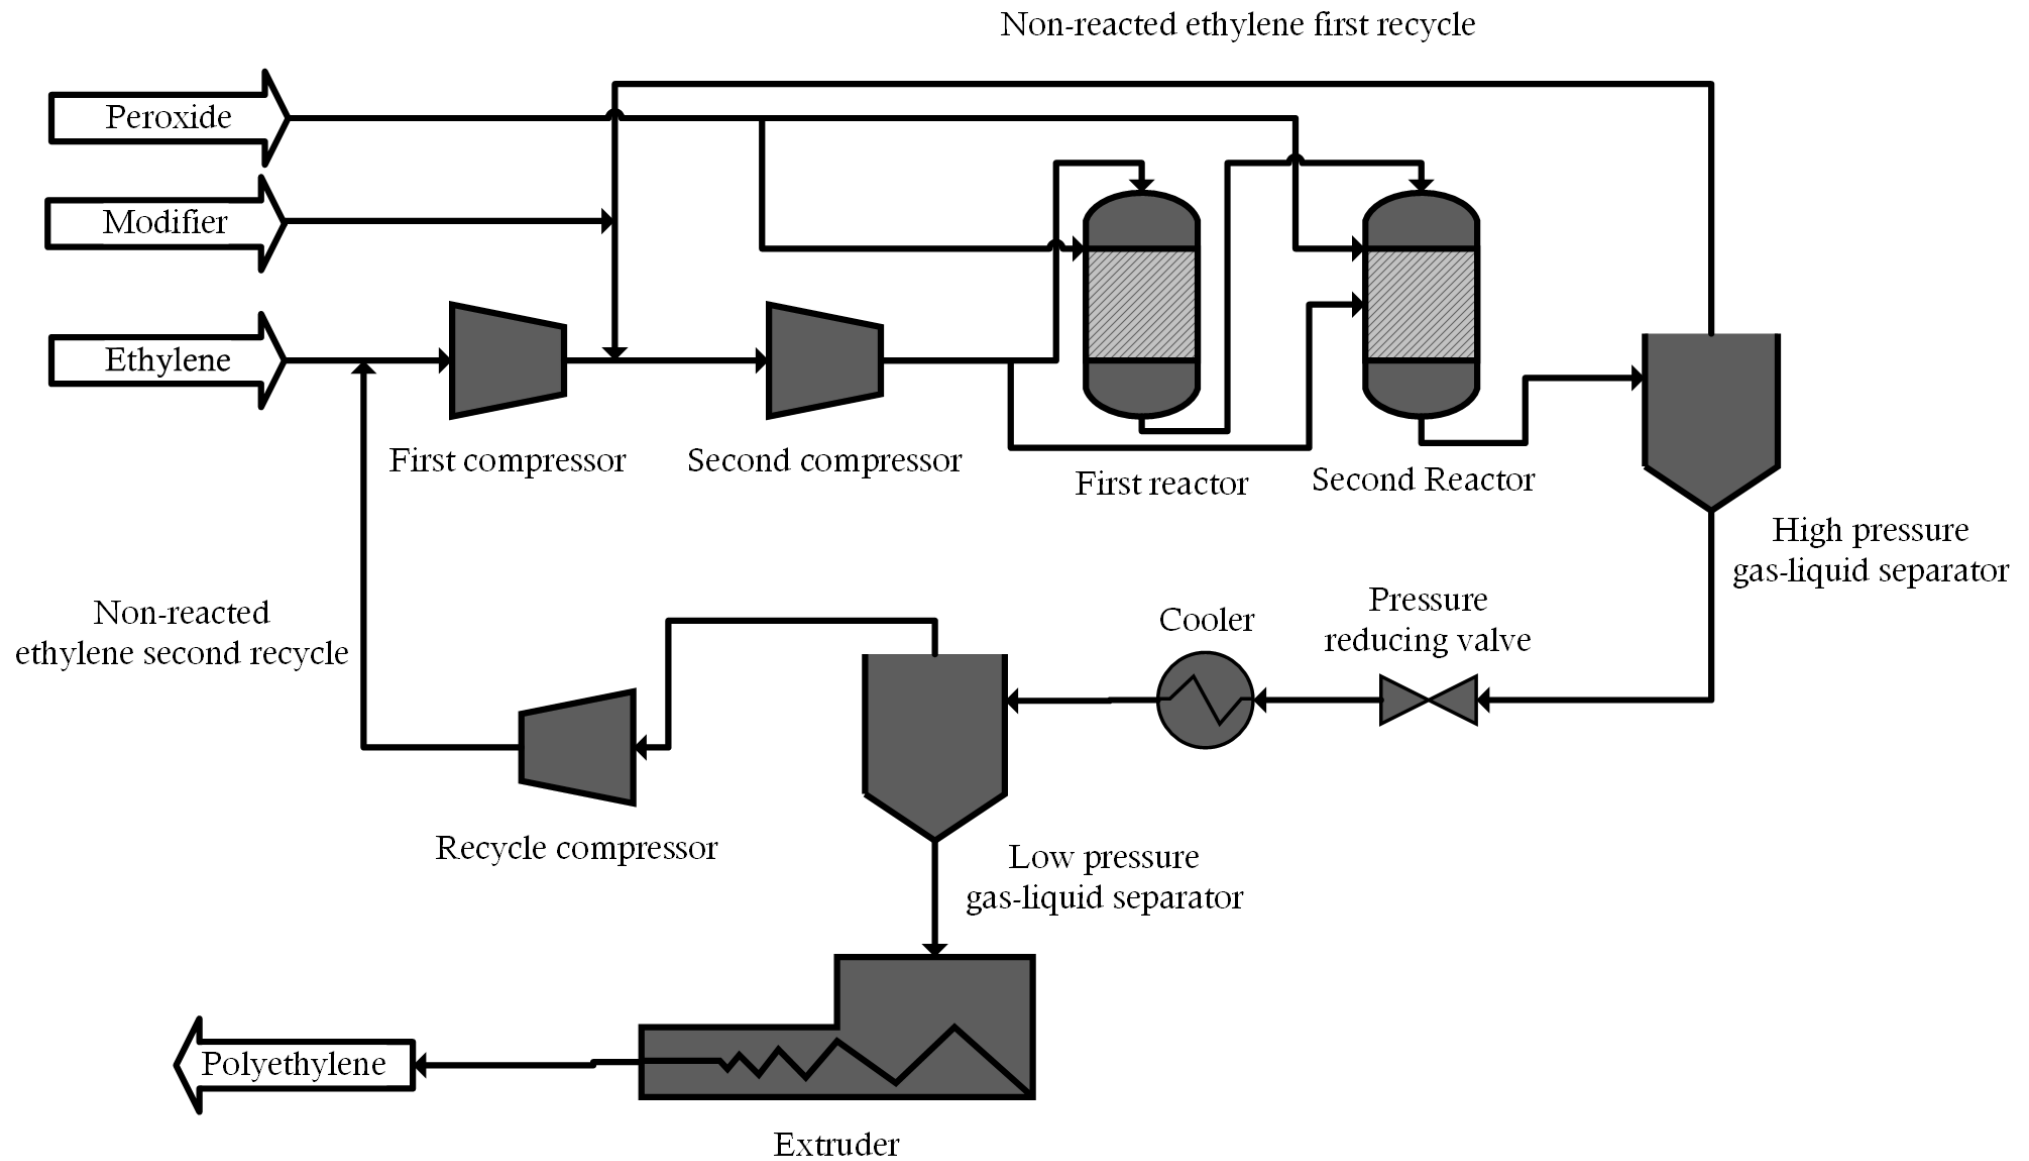 Non-reacted ethylene first recycle
Peroxide
Modifier
Ethylene
First compressor
Second compressor
First reactor
Second Reactor
High pressure
gas-liquid separator
Non-reacted
ethylene second recycle
Cooler
Pressure
reducing valve
Recycle compressor
Low pressure
gas-liquid separator
Polyethylene
Extruder